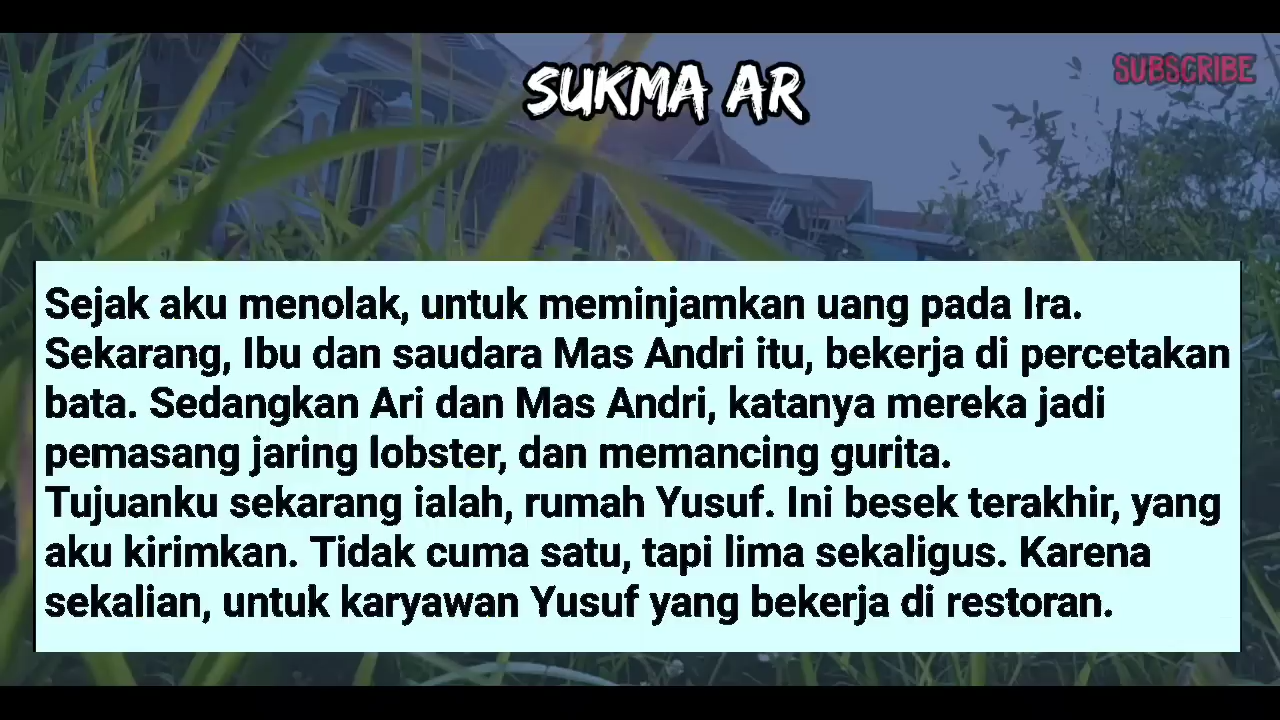 SUKMA AR
SUBSCRIBE
Sejak aku menolak, untuk meminjamkan uang pada Ira.
Sekarang, Ibu dan saudara Mas Andri itu, bekerja di percetakan
bata. Sedangkan Ari dan Mas Andri, katanya mereka jadi
pemasang jaring lobster, dan memancing gurita.
Tujuanku sekarang ialah, rumah Yusuf. Ini besek terakhir, yang
aku kirimkan. Tidak cuma satu, tapi lima sekaligus. Karena
sekalian, untuk karyawan Yusuf yang bekerja di restoran.